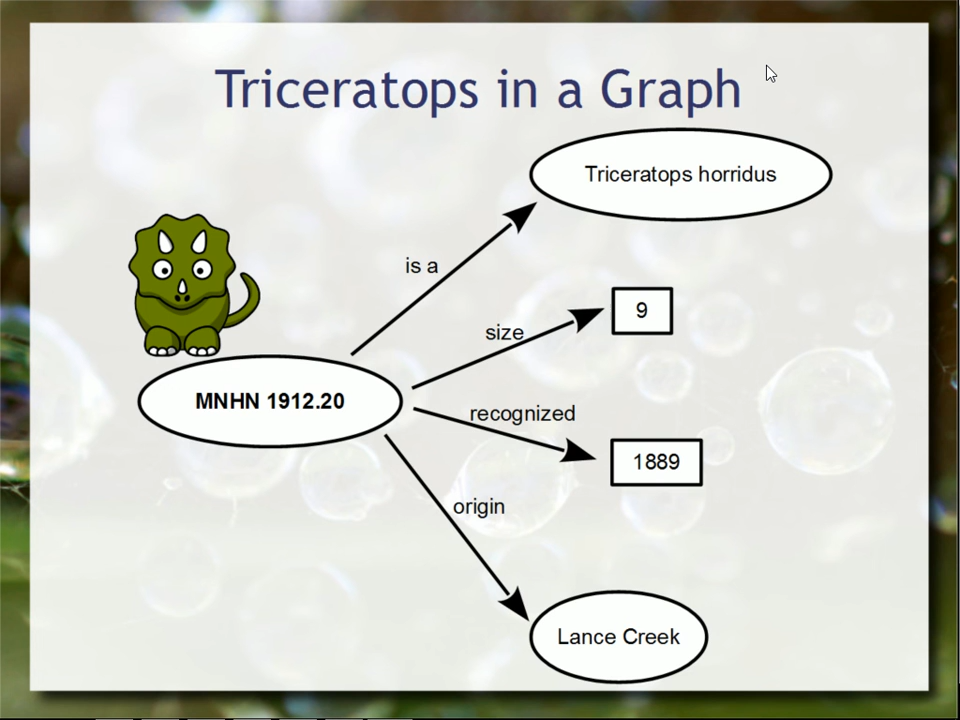 Triceratops in a Graph
Triceratops horridus
is a
9
size
MNHN 1912.20
recognized
1889
origin
Lance Creek